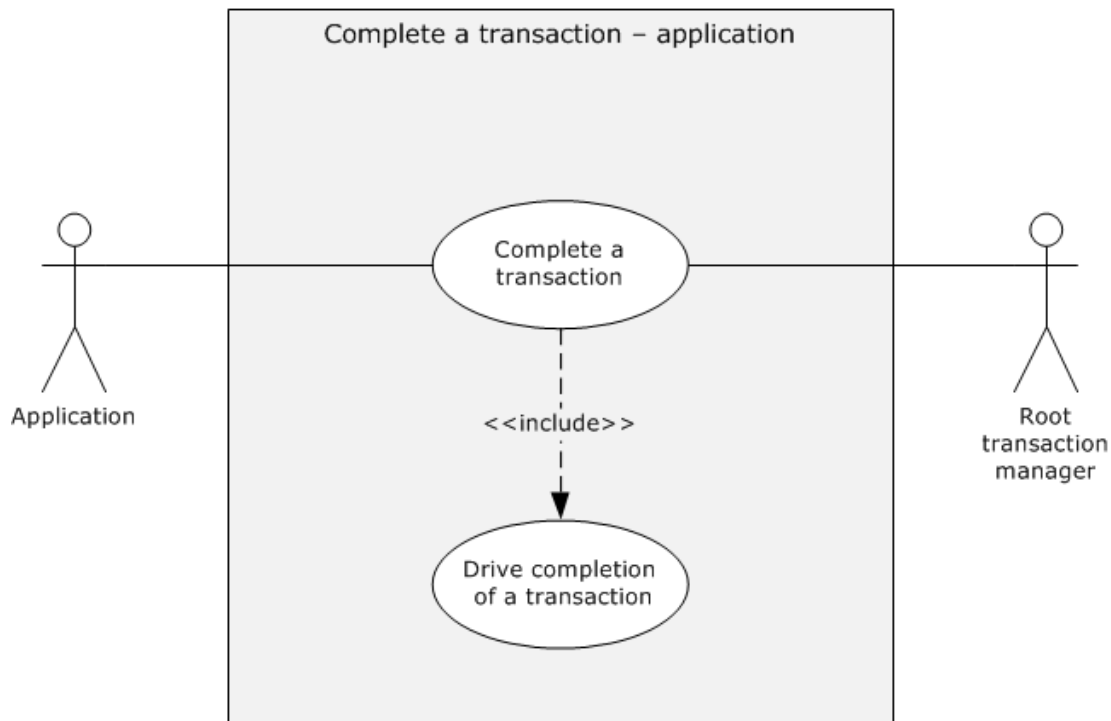 Complete a transaction – application
Complete a
transaction
Application
<<include>>
Root
transaction
manager
Drive completion
of a transaction